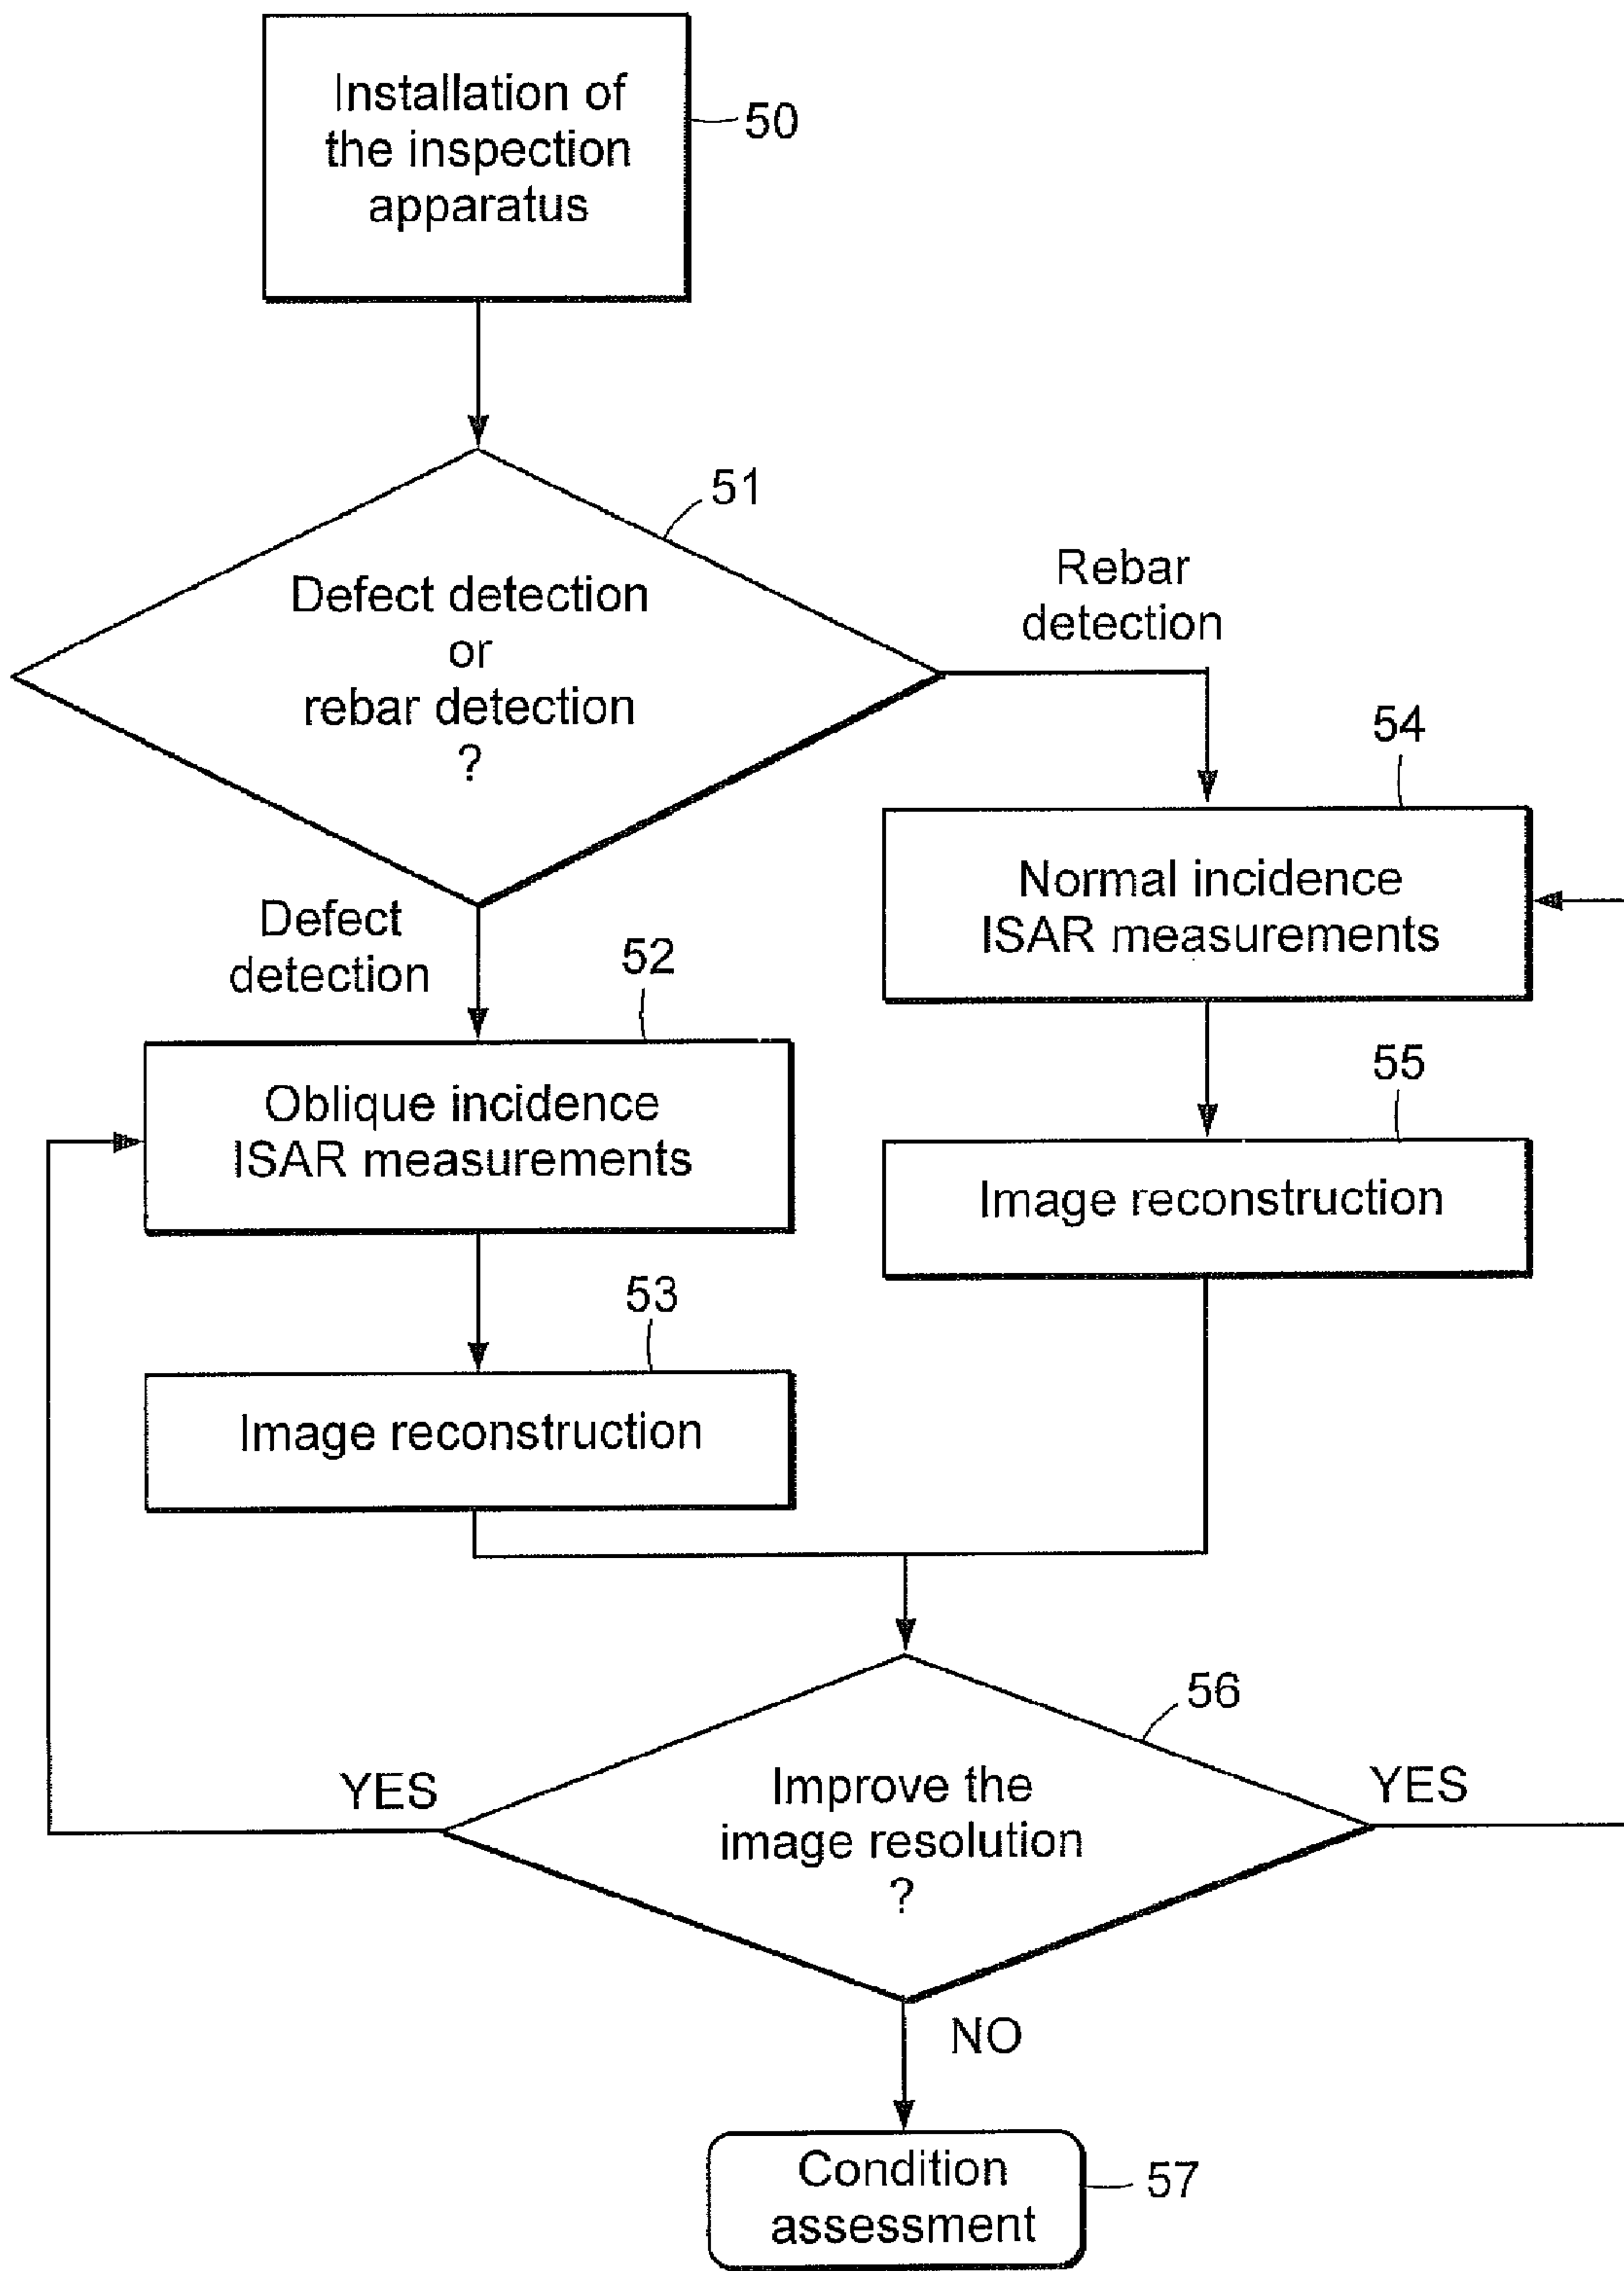 Installation of
the inspection
apparatus
50
51
Defect detection
or
rebar detection
?
Rebar
detection
54
Normal incidence
ISAR measurements
Defect
detection
52
Oblique incidence
ISAR measurements
55
Image reconstruction
53
Image reconstruction
56
Improve the
image resolution
?
YES
YES
NO
Condition
assessment
57